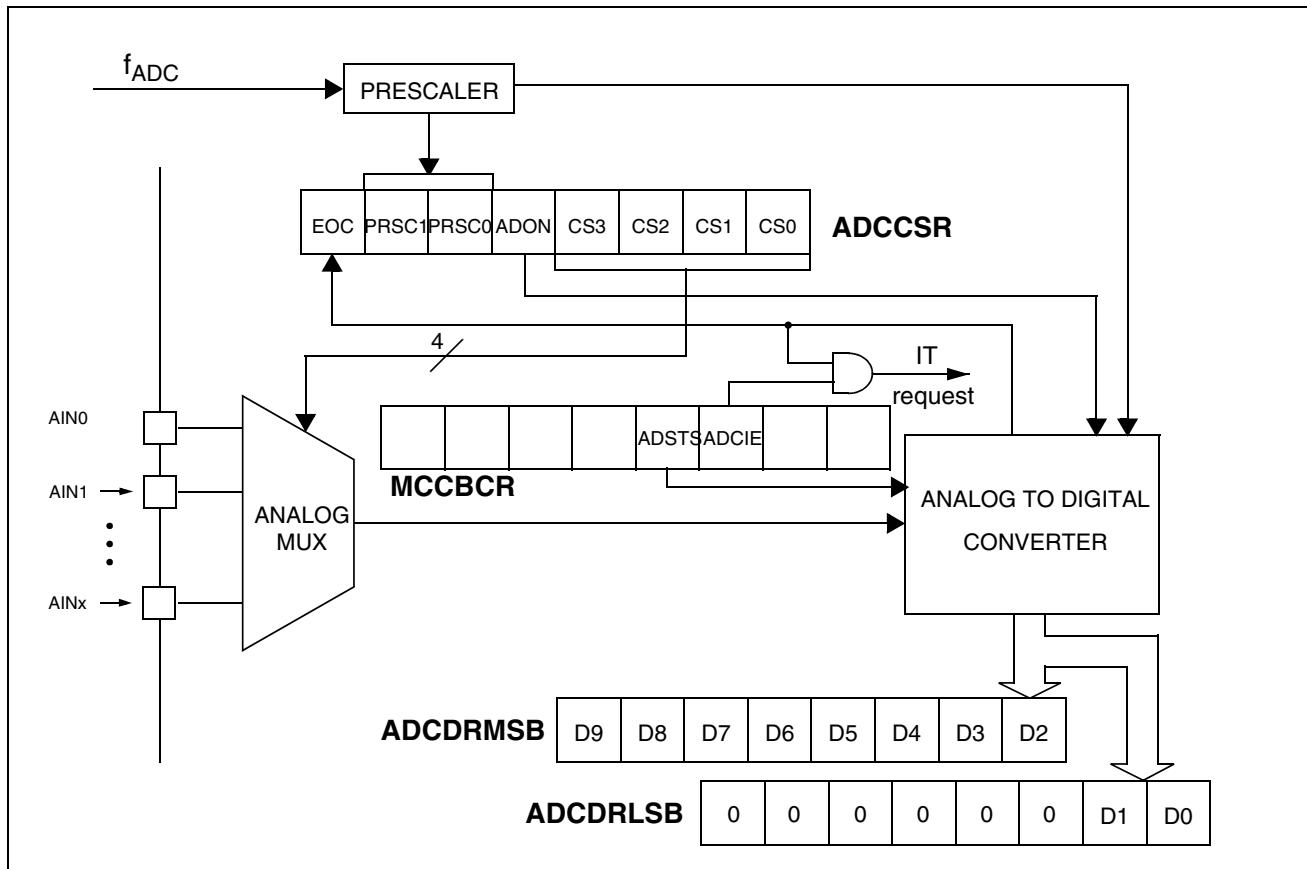 fADC
PRESCALER
EOC PRSC1 PRSC0 ADON CS3 CS2 CS1 CS0
ADCCSR
4
IT
request
AIN0
ADSTS ADCIE
MCCBCR
AIN1
ANALOG
MUX
ANALOG TO DIGITAL
CONVERTER
AINx
ADCDRMSB D9 D8 D7 D6 D5 D4 D3 D2
ADCDRLSB 0 0 0 0 0 0 D1 D0